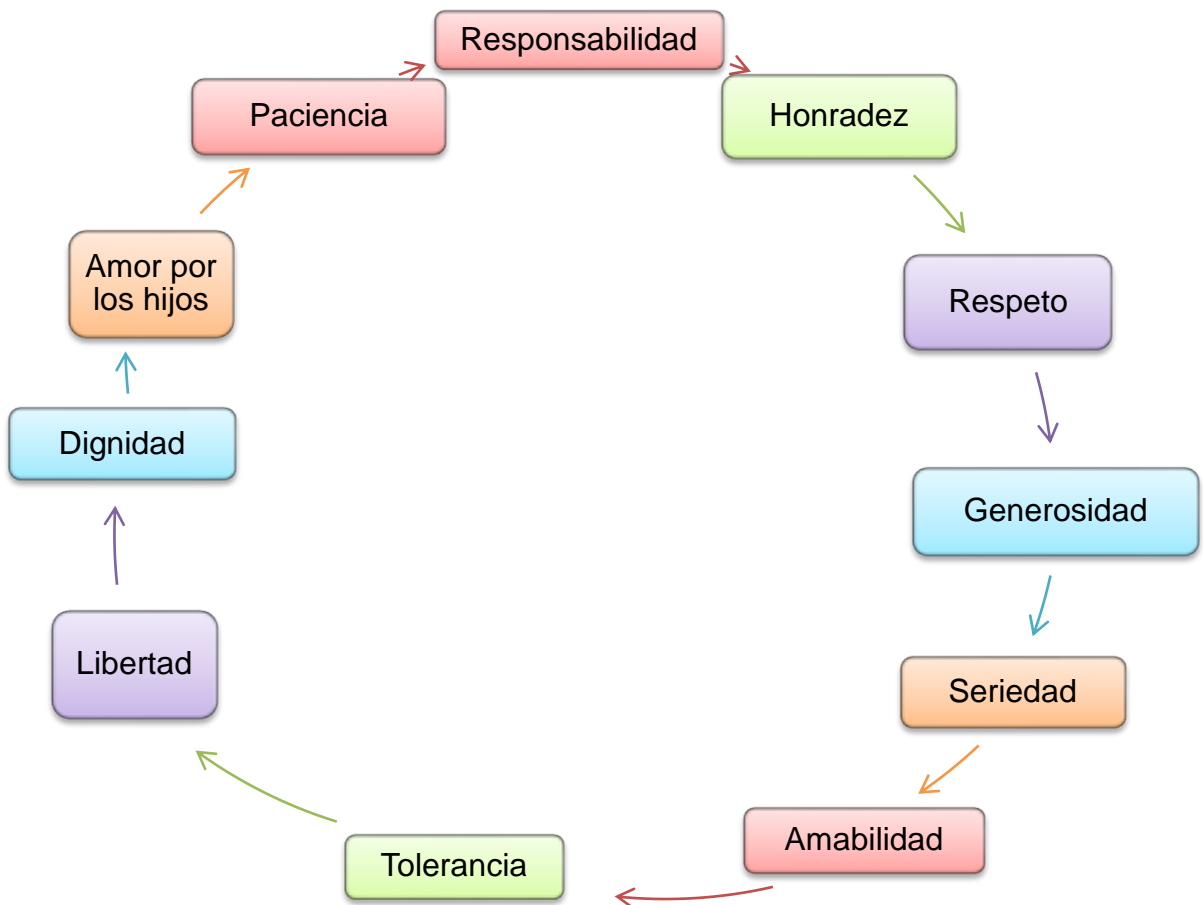 Responsabilidad
Honradez
Respeto
Generosidad
Seriedad
Amabilidad
Tolerancia
Libertad
Dignidad
Amor por
los hijos
Paciencia